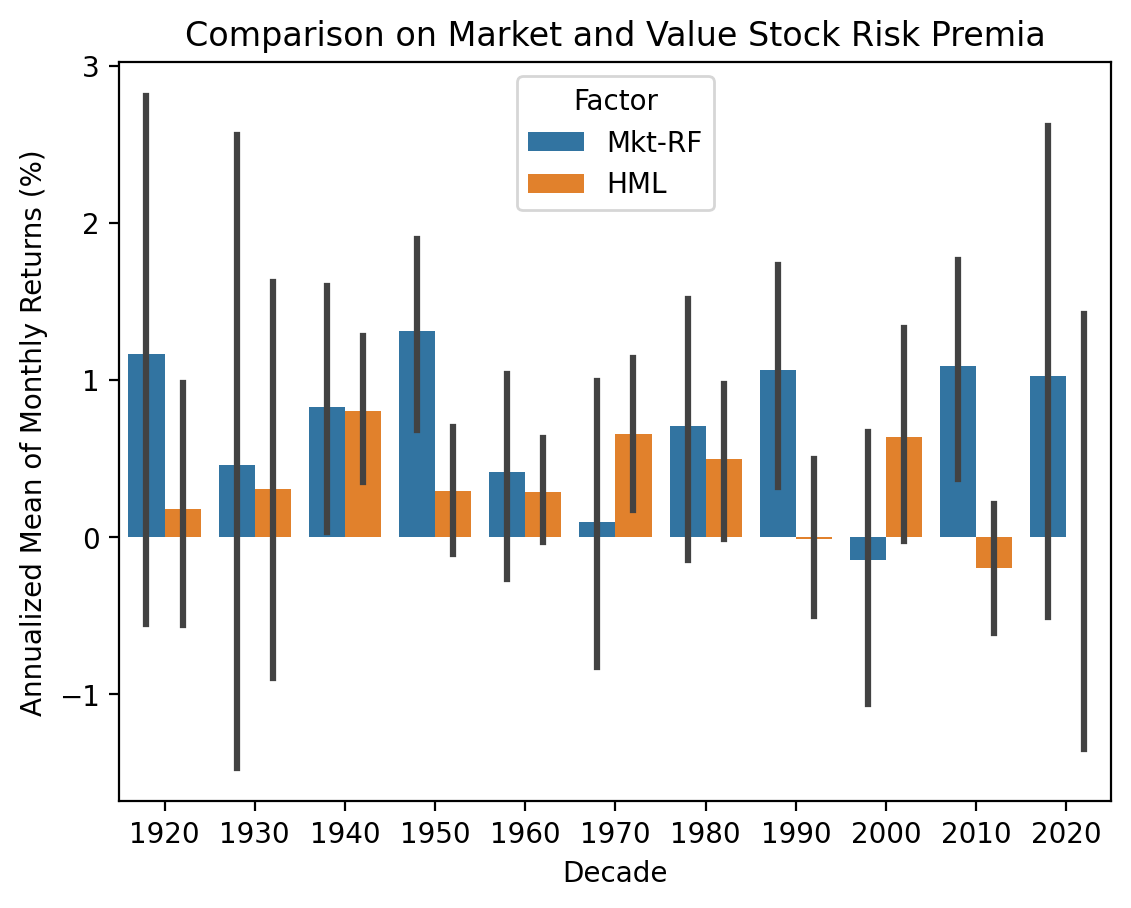 Comparison on Market and Value Stock Risk Premia
Annualized Mean of Monthly Returns (%)
3
2
1
0
−1
Factor
Mkt-RF
HML
1920 1930 1940 1950 1960 1970 1980 1990 2000 2010 2020
Decade